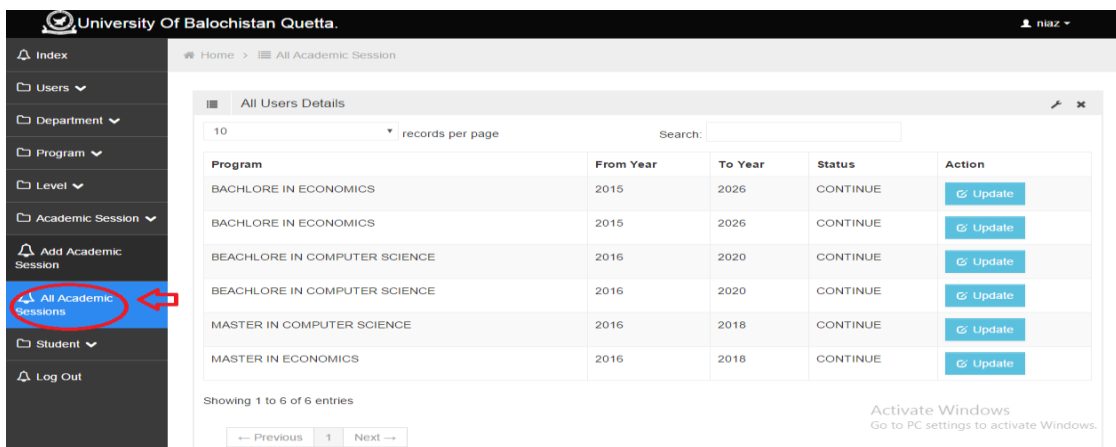 University Of Balochistan Quetta.
niaz
Index
Home > All Academic Session
Users
All Users Details
Department
10 records per page Search:
Program
Program From Year To Year Status Action
Level
BACHLORE IN ECONOMICS 2015 2026 CONTINUE Update
Academic Session
BACHLORE IN ECONOMICS 2015 2026 CONTINUE Update
Add Academic
Session
BEACHLORE IN COMPUTER SCIENCE 2016 2020 CONTINUE Update
All Academic
Sessions
BEACHLORE IN COMPUTER SCIENCE 2016 2020 CONTINUE Update
MASTER IN COMPUTER SCIENCE 2016 2018 CONTINUE Update
Student
MASTER IN ECONOMICS 2016 2018 CONTINUE Update
Log Out
Showing 1 to 6 of 6 entries
Activate Windows
Go to PC settings to activate Windows.
← Previous 1 Next →